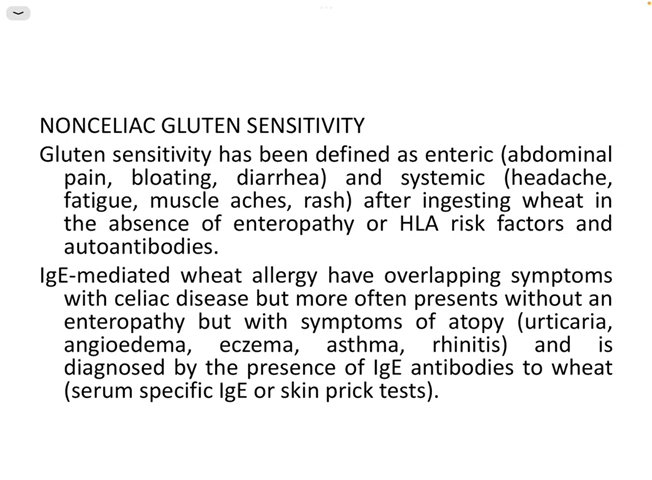 NONCELIAC GLUTEN SENSITIVITY
Gluten sensitivity has been defined as enteric (abdominal
pain, bloating, diarrhea) and systemic (headache,
fatigue, muscle aches, rash) after ingesting wheat in
the absence of enteropathy or HLA risk factors and
autoantibodies.
IgE-mediated wheat allergy have overlapping symptoms
with celiac disease but more often presents without an
enteropathy but with symptoms of atopy (urticaria,
angioedema, eczema, asthma, rhinitis) and is
diagnosed by the presence of IgE antibodies to wheat
(serum specific IgE or skin prick tests).